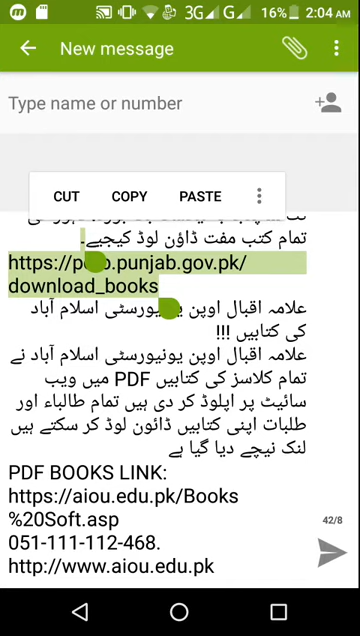 3G G 16% 2:04 AM
New message
Type name or number
CUT COPY PASTE
تمام کتب مفت ڈاؤن لوڈ کیجیے۔
.punjab.gov.pk/
download_books
علامہ اقبال اوپن یونیورسٹی اسلام آباد
کی کتابیں !!!
علامہ اقبال اوپن یونیورسٹی اسلام آباد نے
تمام کلاسز کی کتابیں PDF میں ویب
سائیٹ پر اپلوڈ کر دی ہیں تمام طالباء اور
طلبات اپنی کتابیں ڈائون لوڈ کر سکتے ہیں
لنک نیچے دیا گیا ہے
PDF BOOKS LINK:
https://aiou.edu.pk/Books
%20Soft.asp
051-111-112-468.
http://www.aiou.edu.pk
42/8